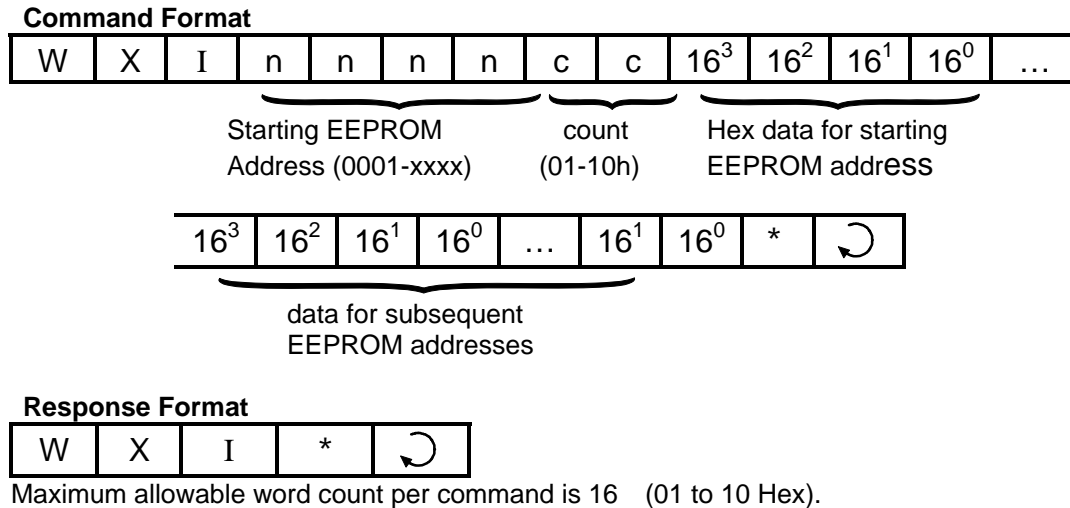 Command Format
W X I n n n n c c 16³ 16² 16¹ 16⁰ …
Starting EEPROM count Hex data for starting
Address (0001-xxxx) (01-10h) EEPROM address
16³ 16² 16¹ 16⁰ … 16¹ 16⁰ *
data for subsequent
EEPROM addresses
Response Format
W X I *
Maximum allowable word count per command is 16 (01 to 10 Hex).